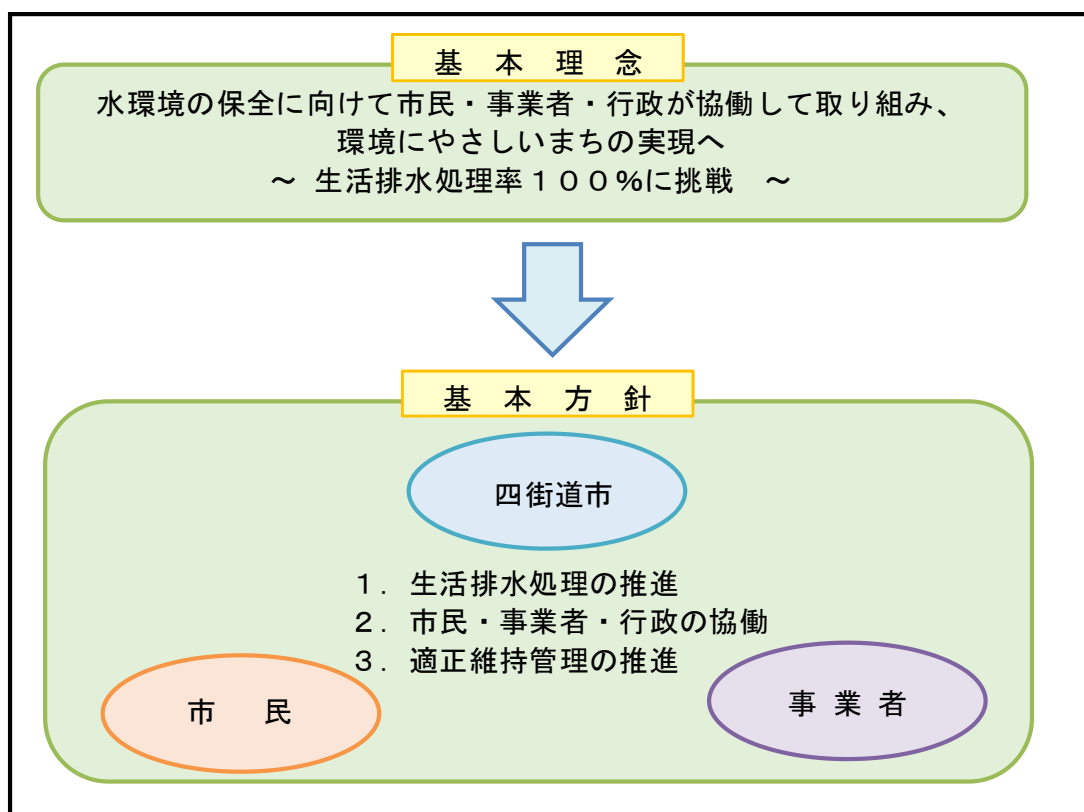 基 本 理 念
水環境の保全に向けて市民・事業者・行政が協働して取り組み、
環境にやさしいまちの実現へ
～ 生活排水処理率１００％に挑戦 ～
基 本 方 針
四街道市
１．生活排水処理の推進
２．市民・事業者・行政の協働
３．適正維持管理の推進
市 民
事 業 者